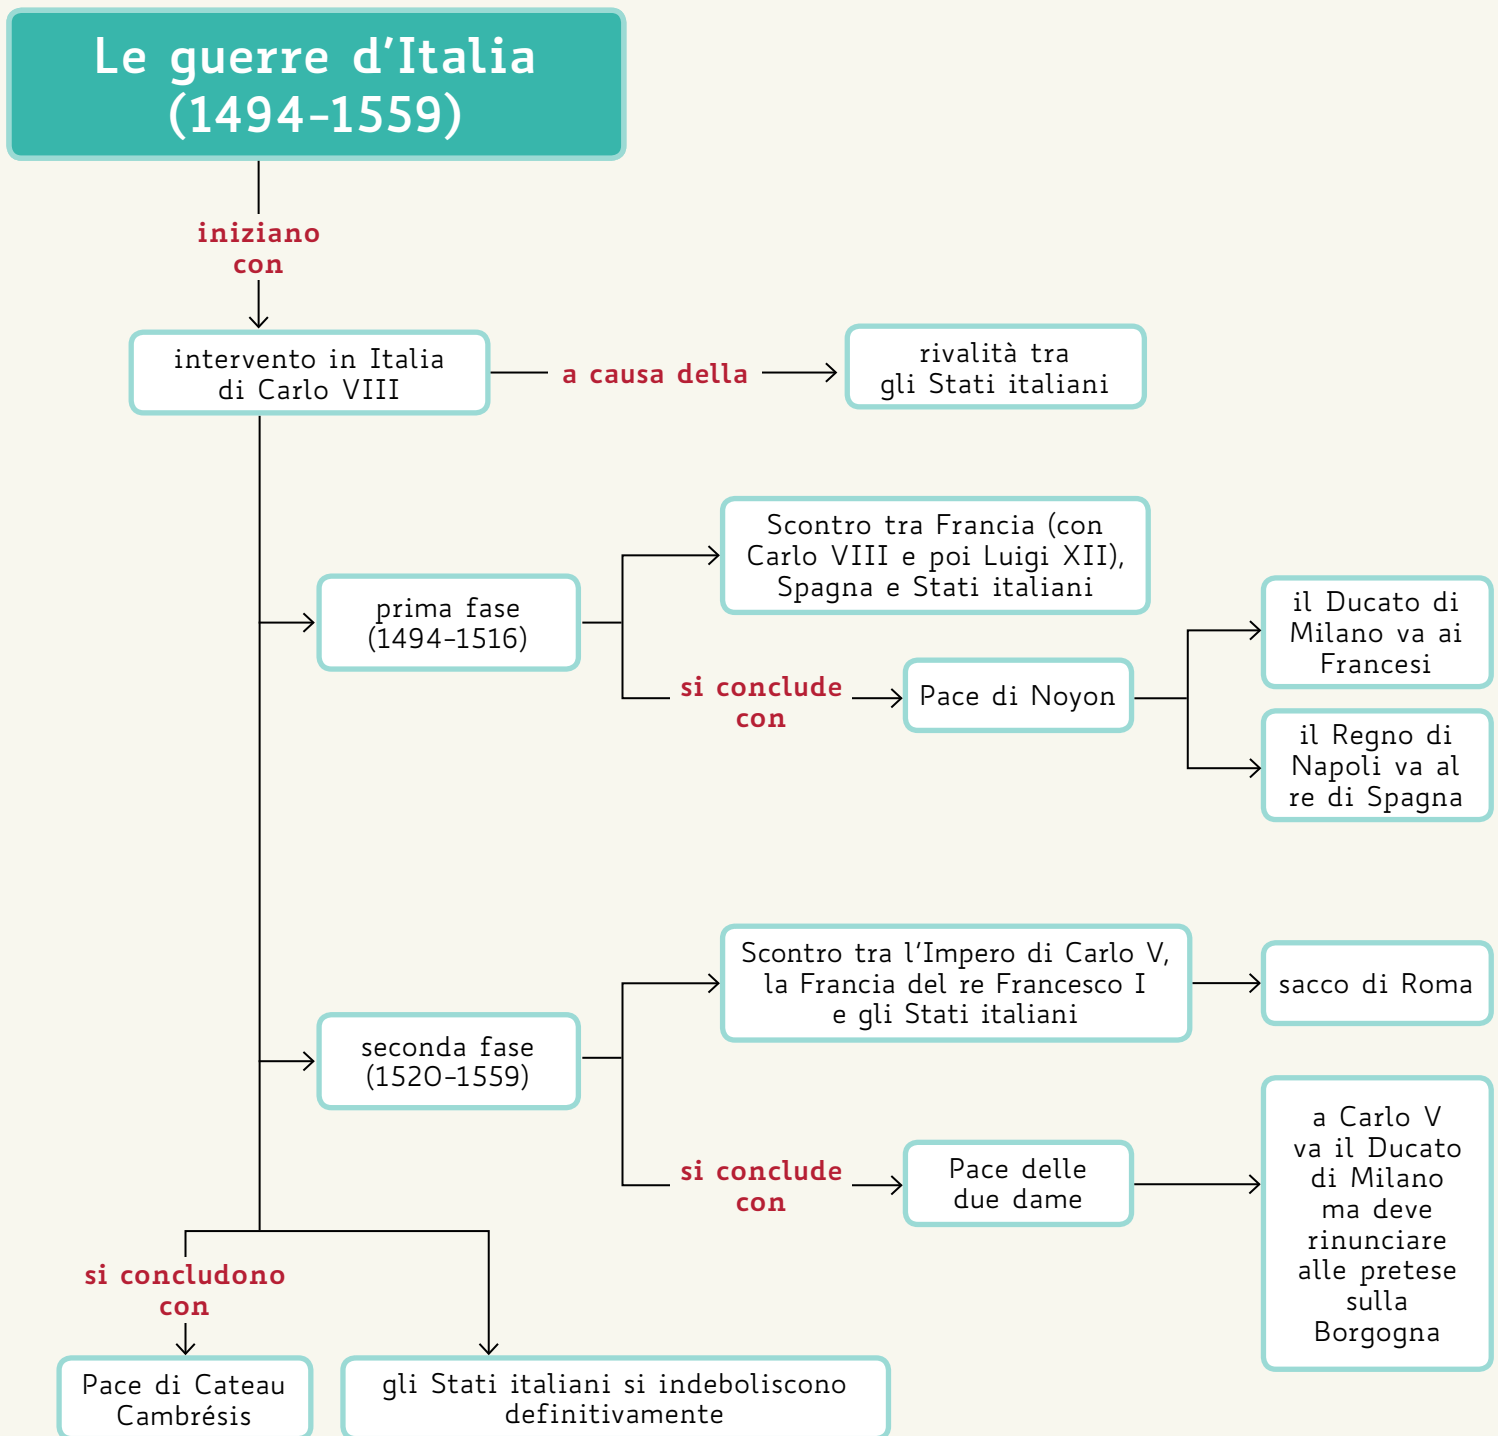 Le guerre d'Italia
(1494-1559)
iniziano
con
intervento in Italia
di Carlo VIII
a causa della
rivalità tra
gli Stati italiani
prima fase
(1494-1516)
Scontro tra Francia (con
Carlo VIII e poi Luigi XII),
Spagna e Stati italiani
si conclude
con
Pace di Noyon
il Ducato di
Milano va ai
Francesi
il Regno di
Napoli va al
re di Spagna
seconda fase
(1520-1559)
Scontro tra l'Impero di Carlo V,
la Francia del re Francesco I
e gli Stati italiani
sacco di Roma
si conclude
con
Pace delle
due dame
a Carlo V
va il Ducato
di Milano
ma deve
rinunciare
alle pretese
sulla
Borgogna
si concludono
con
Pace di Cateau
Cambrésis
gli Stati italiani si indeboliscono
definitivamente